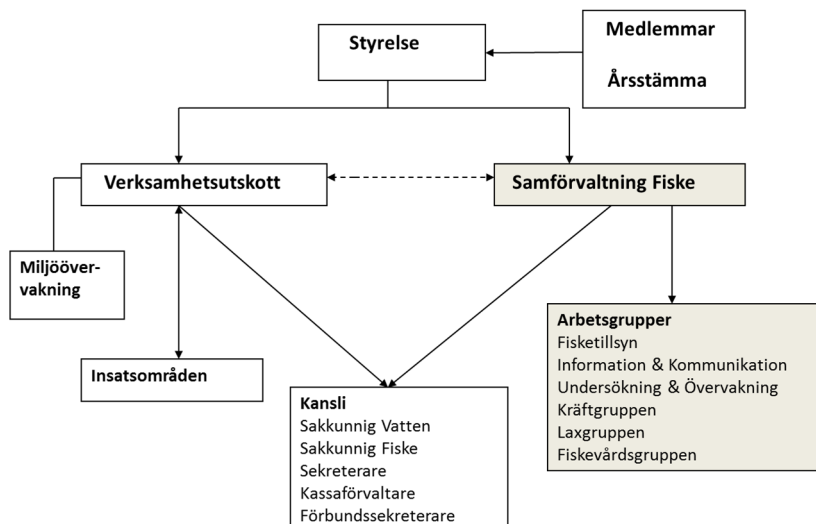 Styrelse
Medlemmar
Årsstämma
Verksamhetsutskott
Samförvaltning Fiske
Miljööver-
vakning
Insatsområden
Kansli
Sakkunnig Vatten
Sakkunnig Fiske
Sekreterare
Kassaförvaltare
Förbundssekreterare
Arbetsgrupper
Fisketillsyn
Information & Kommunikation
Undersökning & Övervakning
Kräftgruppen
Laxgruppen
Fiskevårdsgruppen